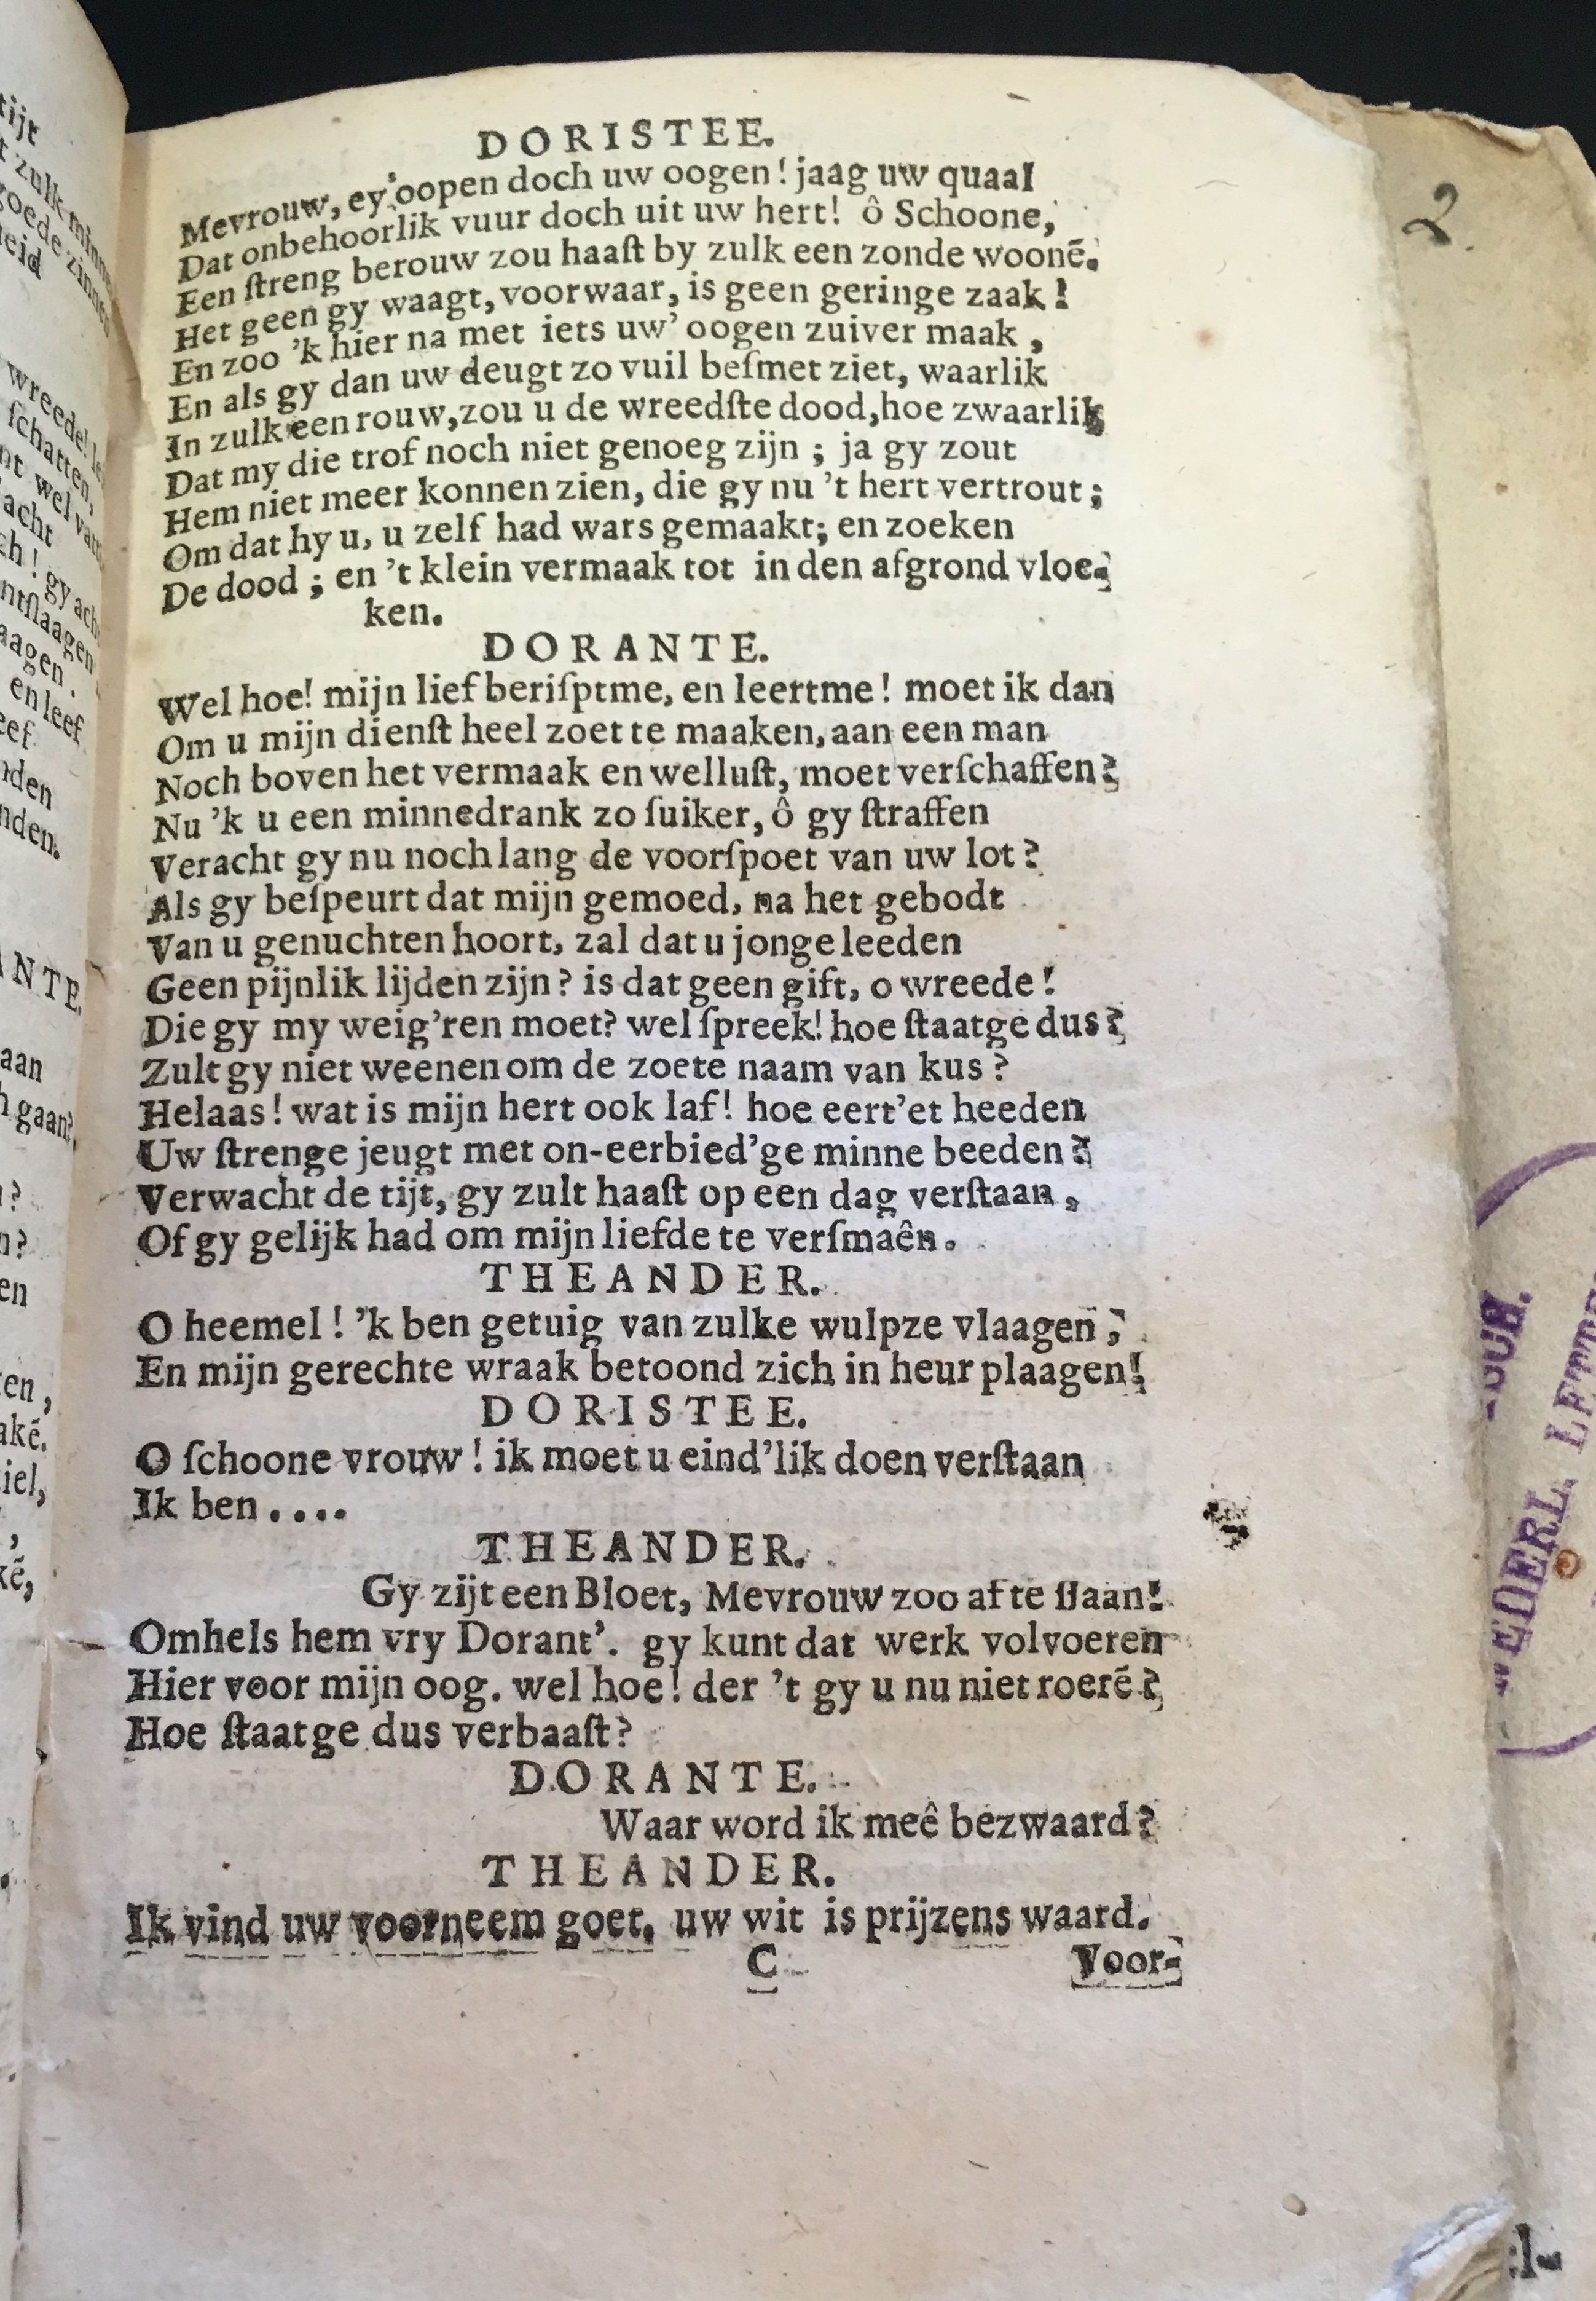 DORISTEE.
Mevrouw, ey oopen doch uw oogen! jaag uw quaal
Dat onbehoorlik vuur doch uit uw hert! ô Schoone,
Een ſtreng berouw zou haaſt by zulk een zonde wooné̃.
Het geen gy waagt, voorwaar, is geen geringe zaak!
En zoo 'k hier na met iets uw' oogen zuiver maak,
En als gy dan uw deugt zo vuil beſmet ziet, waarlik
In zulk een rouw, zou u de wreedſte dood, hoe zwaarlik
Dat my die trof noch niet genoeg zijn; ja gy zout
Hem niet meer konnen zien, die gy nu 't hert vertrout;
Om dat hy u, u zelf had wars gemaakt; en zoeken
De dood; en 't klein vermaak tot in den afgrond vloe-
ken.
DORANTE.
Wel hoe! mijn lief beriſptme, en leertme! moet ik dan
Om u mijn dienſt heel zoet te maaken, aan een man
Noch boven het vermaak en welluſt, moet verſchaffen?
Nu 'k u een minnedrank zo ſuiker, ô gy ſtraffen
Veracht gy nu noch lang de voorſpoet van uw lot?
Als gy beſpeurt dat mijn gemoed, na het gebodt
Van u genuchten hoort, zal dat u jonge leeden
Geen pijnlik lijden zijn? is dat geen gift, o wreede!
Die gy my weig'ren moet? wel ſpreek! hoe ſtaatge dus?
Zult gy niet weenen om de zoete naam van kus?
Helaas! wat is mijn hert ook laf! hoe eert'et heeden
Uw ſtrenge jeugt met on-eerbied'ge minne beeden?
Verwacht de tijt, gy zult haaſt op een dag verſtaan,
Of gy gelijk had om mijn liefde te verſmaên.
THEANDER.
O heemel! 'k ben getuig van zulke wulpze vlaagen,
En mijn gerechte wraak betoond zich in heur plaagen!
DORISTEE.
O ſchoone vrouw! ik moet u eind'lik doen verſtaan
Ik ben....
THEANDER.
Gy zijt een Bloet, Mevrouw zoo af te ſlaan!
Omhels hem vry Dorant'. gy kunt dat werk volvoeren
Hier voor mijn oog. wel hoe! der 't gy u nu niet roerẽ?
Hoe ſtaatge dus verbaaſt?
DORANTE.
Waar word ik meê bezwaard?
THEANDER.
Ik vind uw voorneem goet, uw wit is prijzens waard.
C Voor-
2.